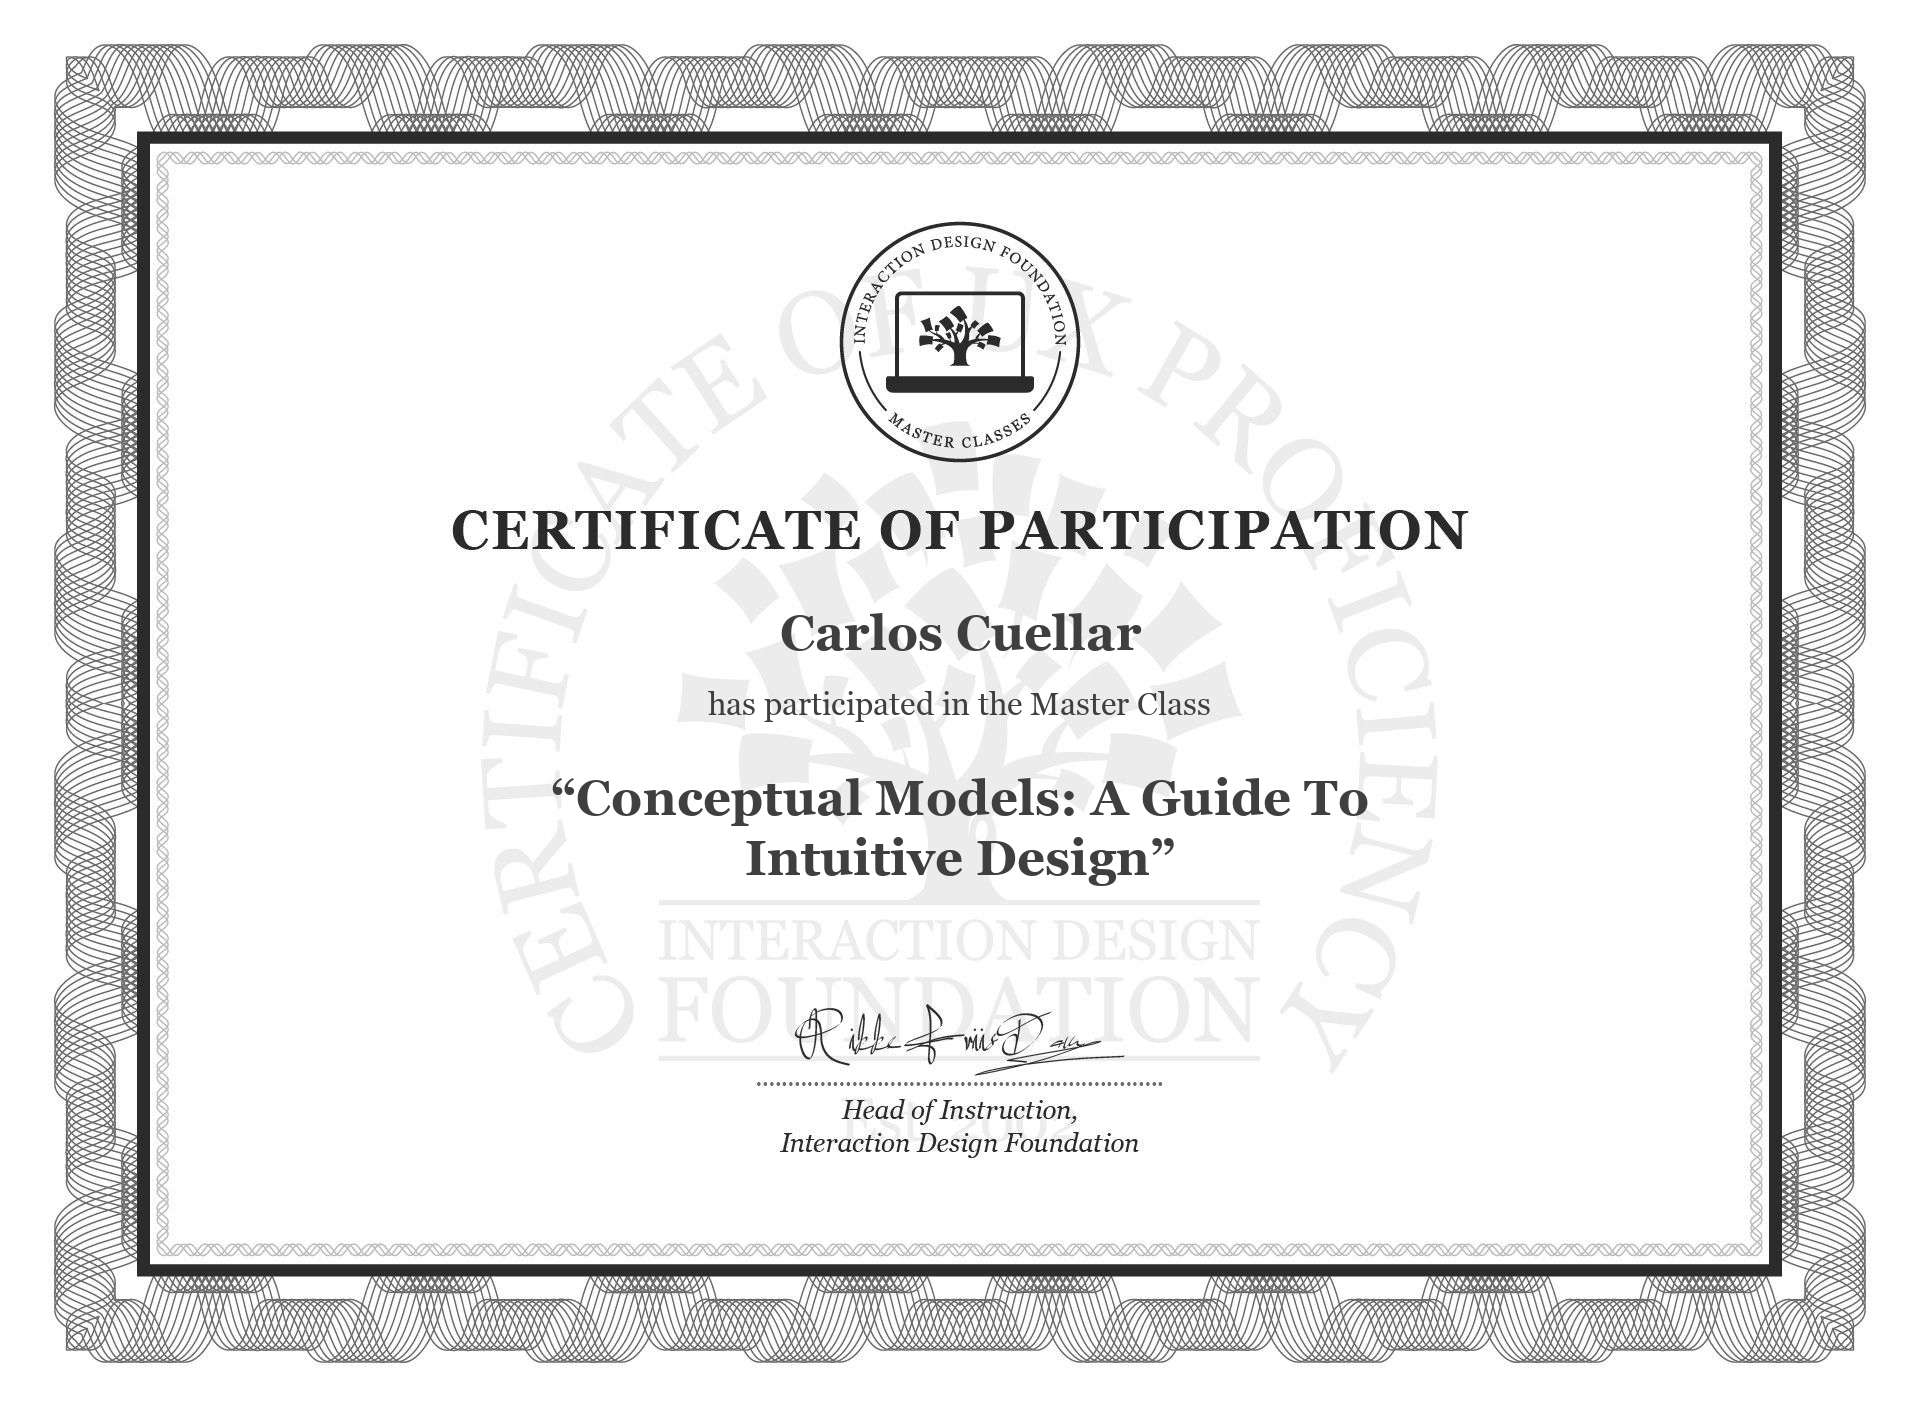 INTERACTION DESIGN FOUNDATION
MASTER CLASSES
CERTIFICATE OF UX PROFICIENCY
CERTIFICATE OF PARTICIPATION
Carlos Cuellar
has participated in the Master Class
“Conceptual Models: A Guide To
Intuitive Design”
INTERACTION DESIGN
FOUNDATION
Rikke Friis Dam
Est. 2002
Head of Instruction,
Interaction Design Foundation